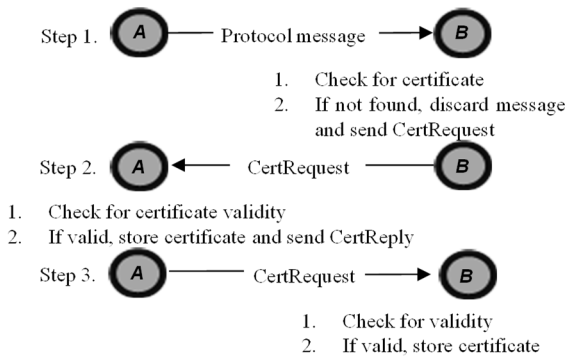 Step 1. A Protocol message B
1. Check for certificate
2. If not found, discard message
and send CertRequest
Step 2. A CertRequest B
1. Check for certificate validity
2. If valid, store certificate and send CertReply
Step 3. A CertRequest B
1. Check for validity
2. If valid, store certificate